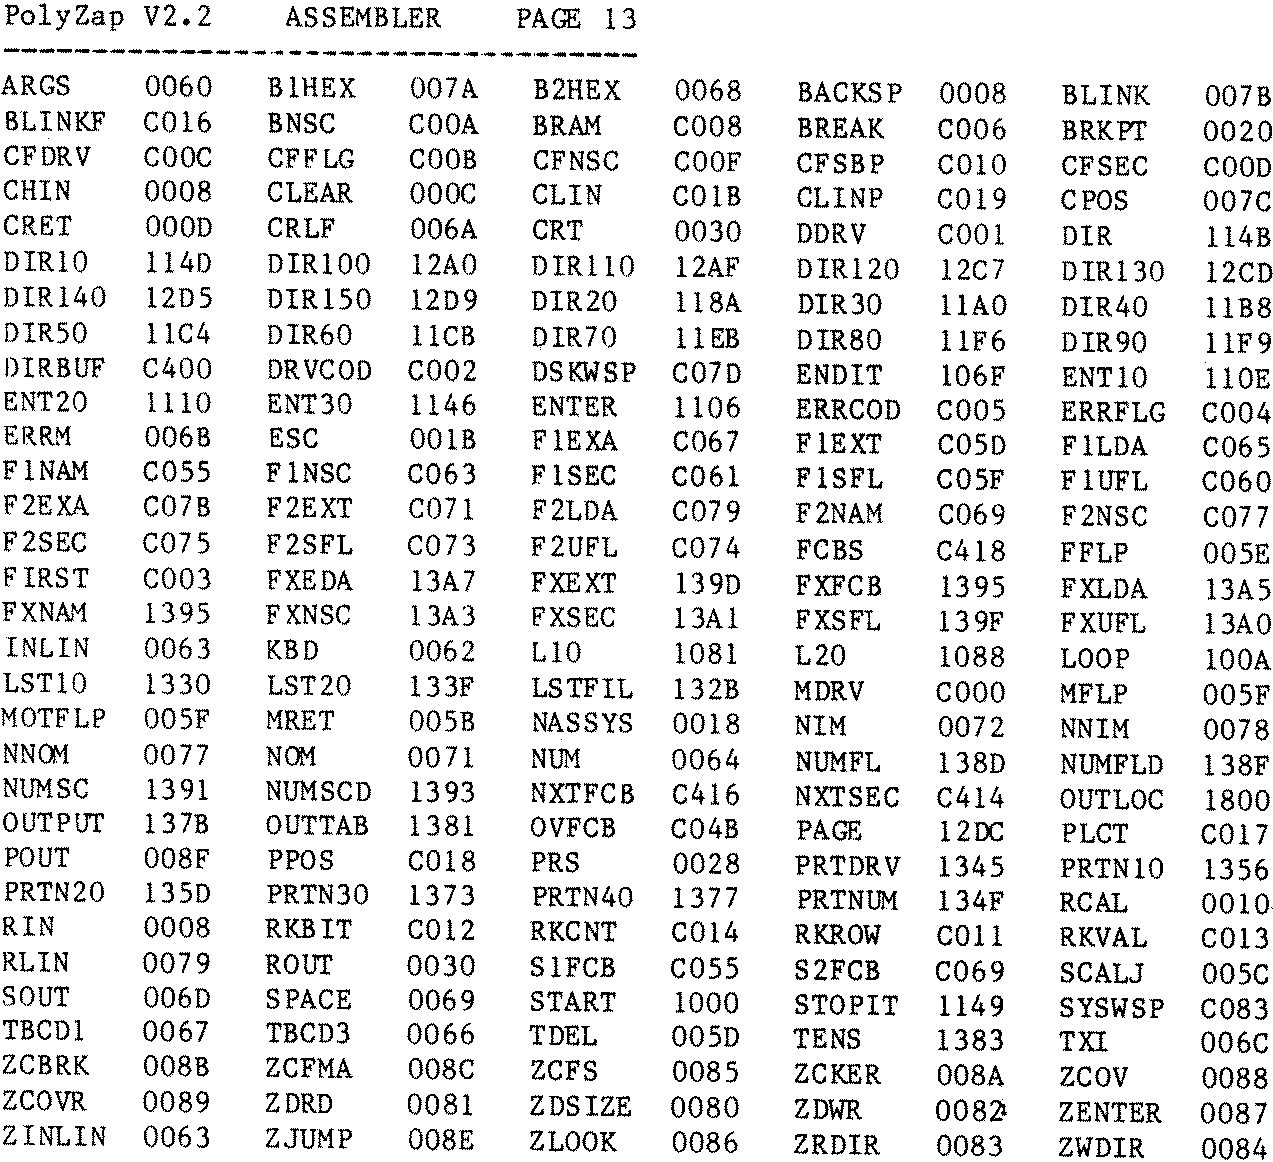 PolyZap V2.2 ASSEMBLER PAGE 13
ARGS 0060 B1HEX 007A B2HEX 0068 BACKSP 0008 BLINK 007B
BLINKF C016 BNSC C00A BRAM C008 BREAK C006 BRKPT 0020
CFDRV C00C CFFLG C00B CFNSC C00F CFSBP C010 CFSEC C00D
CHIN 0008 CLEAR 000C CLIN C01B CLINP C019 CPOS 007C
CRET 000D CRLF 006A CRT 0030 DDRV C001 DIR 114B
DIR10 114D DIR100 12A0 DIR110 12AF DIR120 12C7 DIR130 12CD
DIR140 12D5 DIR150 12D9 DIR20 118A DIR30 11A0 DIR40 11B8
DIR50 11C4 DIR60 11CB DIR70 11EB DIR80 11F6 DIR90 11F9
DIRBUF C400 DRVCOD C002 DSKWSP C07D ENDIT 106F ENT10 110E
ENT20 1110 ENT30 1146 ENTER 1106 ERRCOD C005 ERRFLG C004
ERRM 006B ESC 001B F1EXA C067 F1EXT C05D F1LDA C065
F1NAM C055 F1NSC C063 F1SEC C061 F1SFL C05F F1UFL C060
F2EXA C07B F2EXT C071 F2LDA C079 F2NAM C069 F2NSC C077
F2SEC C075 F2SFL C073 F2UFL C074 FCBS C418 FFLP 005E
FIRST C003 FXEDA 13A7 FXEXT 139D FXFCB 1395 FXLDA 13A5
FXNAM 1395 FXNSC 13A3 FXSEC 13A1 FXSFL 139F FXUFL 13A0
INLIN 0063 KBD 0062 L10 1081 L20 1088 LOOP 100A
LST10 1330 LST20 133F LSTFIL 132B MDRV C000 MFLP 005F
MOTFLP 005F MRET 005B NASSYS 0018 NIM 0072 NNIM 0078
NNOM 0077 NOM 0071 NUM 0064 NUMFL 138D NUMFLD 138F
NUMSC 1391 NUMSCD 1393 NXTFCB C416 NXTSEC C414 OUTLOC 1800
OUTPUT 137B OUTTAB 1381 OVFCB C04B PAGE 12DC PLCT C017
POUT 008F PPOS C018 PRS 0028 PRTDRV 1345 PRTN10 1356
PRTN20 135D PRTN30 1373 PRTN40 1377 PRTNUM 134F RCAL 0010
RIN 0008 RKBIT C012 RKCNT C014 RKROW C011 RKVAL C013
RLIN 0079 ROUT 0030 S1FCB C055 S2FCB C069 SCALJ 005C
SOUT 006D SPACE 0069 START 1000 STOPIT 1149 SYSWSP C083
TBCD1 0067 TBCD3 0066 TDEL 005D TENS 1383 TX1 006C
ZCBRK 008B ZCFMA 008C ZCFS 0085 ZCKER 008A ZCOV 0088
ZCOVR 0089 ZDRD 0081 ZDSIZE 0080 ZDWR 0082 ZENTER 0087
ZINLIN 0063 ZJUMP 008E ZLOOK 0086 ZRDIR 0083 ZWDIR 0084